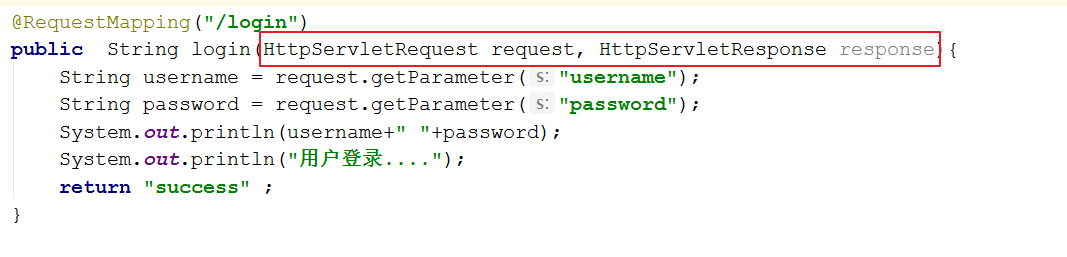 @RequestMapping("/login")
public  String login(HttpServletRequest request, HttpServletResponse response){
    String username = request.getParameter( s: "username");
    String password = request.getParameter( s: "password");
    System.out.println(username+" "+password);
    System.out.println("用户登录....");
    return "success" ;
}